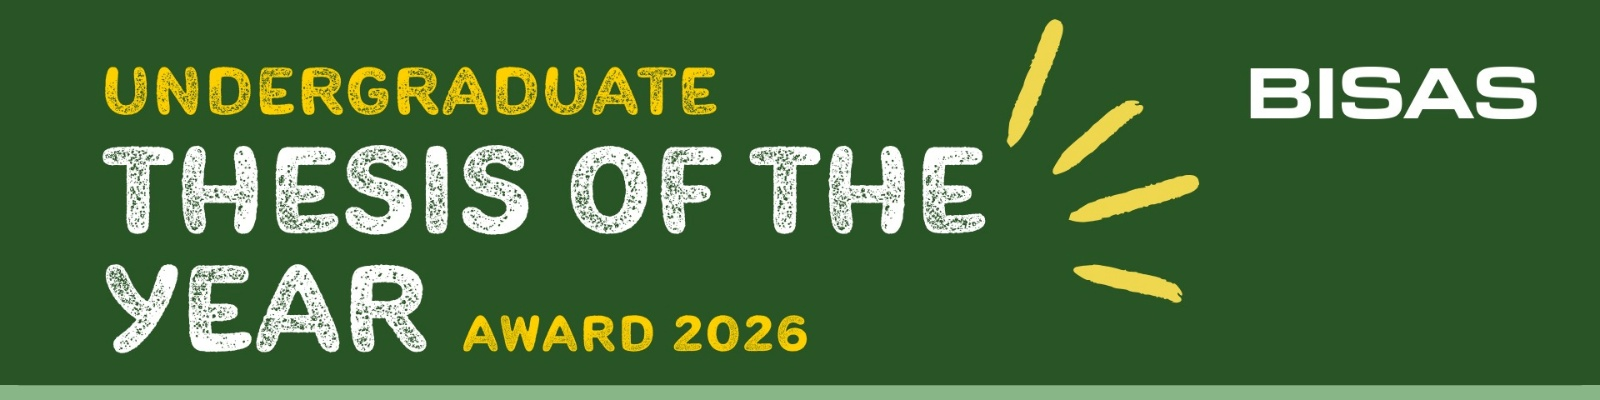 UNDERGRADUATE
THESIS OF THE
YEAR AWARD 2026
BISAS